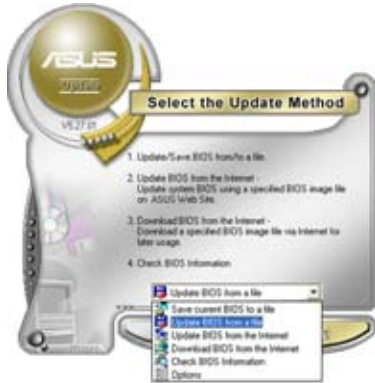 ASUS
Update
Select the Update Method
1. Update/Save BIOS from/to a file.
2. Update BIOS from the Internet -
Update system BIOS using a specified BIOS image file
on ASUS Web Site.
3. Download BIOS from the Internet -
Download a specified BIOS image file via Internet for
later usage.
4. Check BIOS Information
Update BIOS from a file
Save current BIOS to a file
Update BIOS from a file
Update BIOS from the Internet
Download BIOS from the Internet
Check BIOS Information
Options